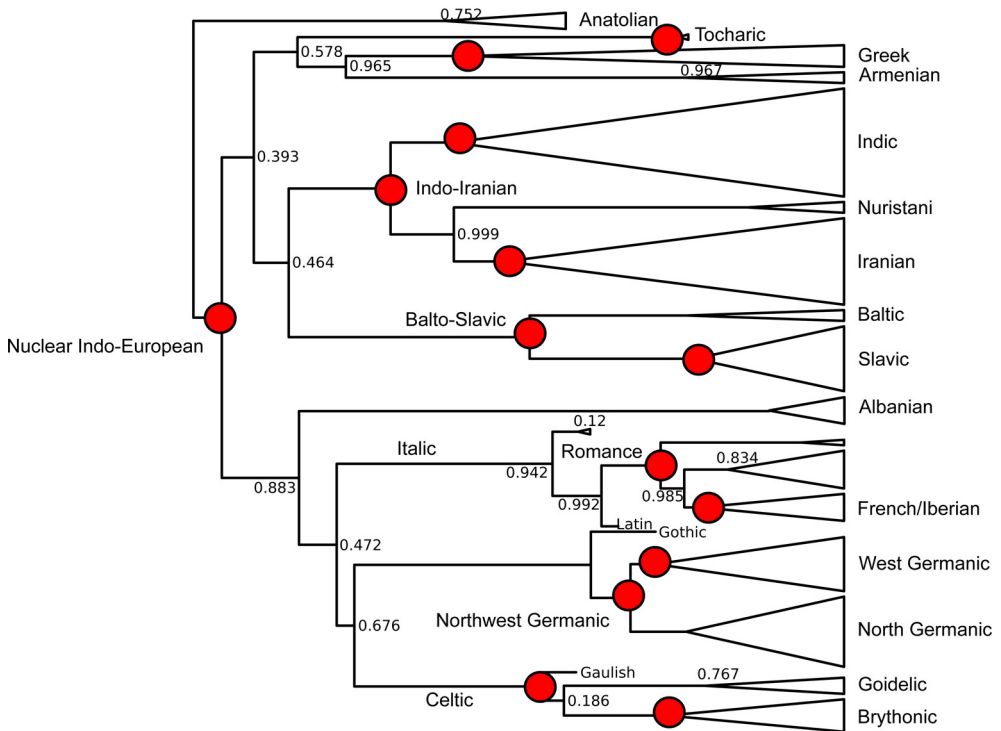 0.752
Anatolian
Tocharic
0.578
Greek
0.965
0.967
Armenian
Indic
0.393
Indo-Iranian
Nuristani
0.999
0.464
Iranian
Balto-Slavic
Baltic
Nuclear Indo-European
Slavic
Albanian
0.12
Italic
Romance
0.834
0.942
0.883
0.985
0.992
French/Iberian
Latin
Gothic
0.472
West Germanic
Northwest Germanic
0.676
North Germanic
Gaulish
0.767
Goidelic
Celtic
0.186
Brythonic